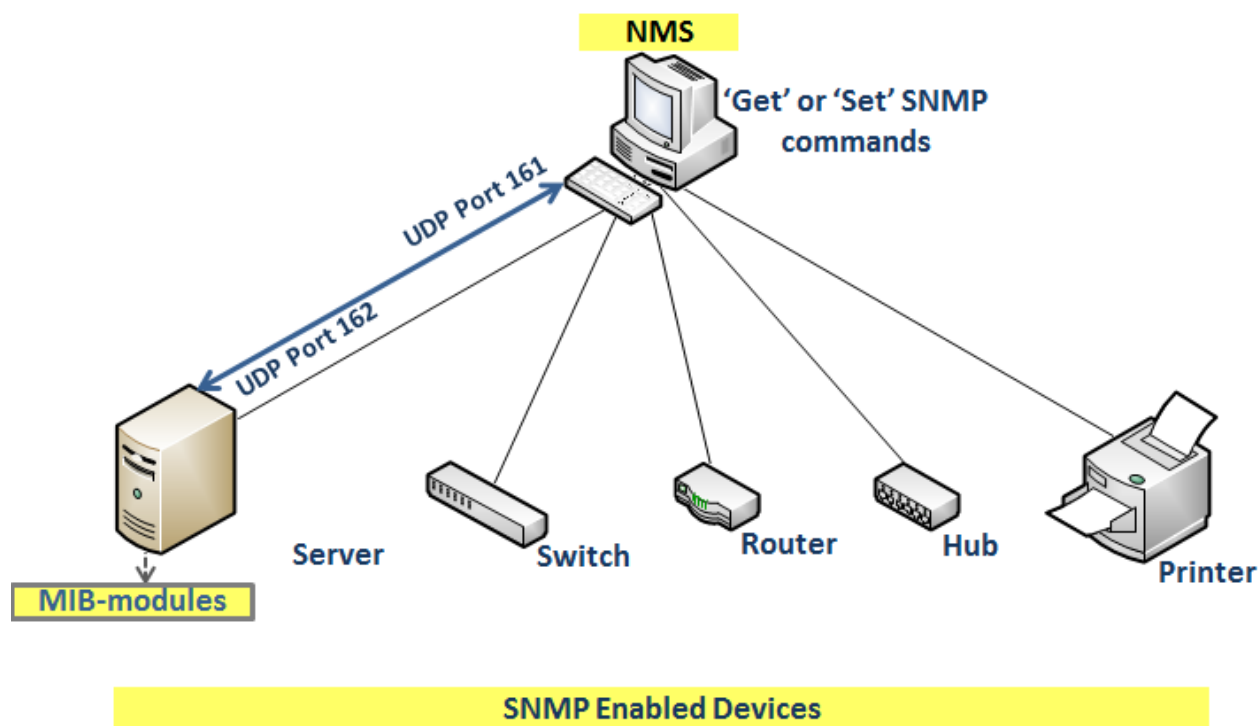 NMS
‘Get’ or ‘Set’ SNMP
commands
UDP Port 161
UDP Port 162
Server
Switch
Router
Hub
Printer
MIB-modules
SNMP Enabled Devices